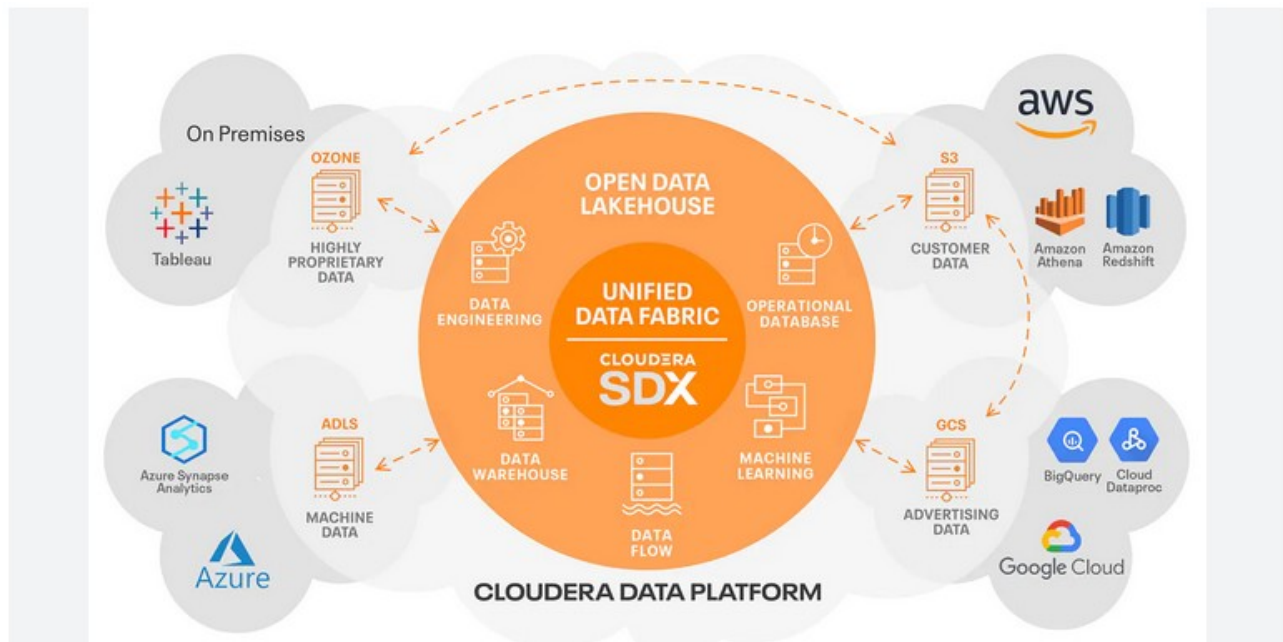 On Premises
Tableau
OZONE
HIGHLY
PROPRIETARY
DATA
aws
Amazon
Athena
Amazon
Redshift
S3
CUSTOMER
DATA
OPEN DATA
LAKEHOUSE
DATA
ENGINEERING
OPERATIONAL
DATABASE
UNIFIED
DATA FABRIC
CLOUDERA
SDX
DATA
WAREHOUSE
MACHINE
LEARNING
DATA
FLOW
Azure Synapse
Analytics
Azure
ADLS
MACHINE
DATA
GCS
ADVERTISING
DATA
BigQuery
Cloud
Dataproc
Google Cloud
CLOUDERA DATA PLATFORM